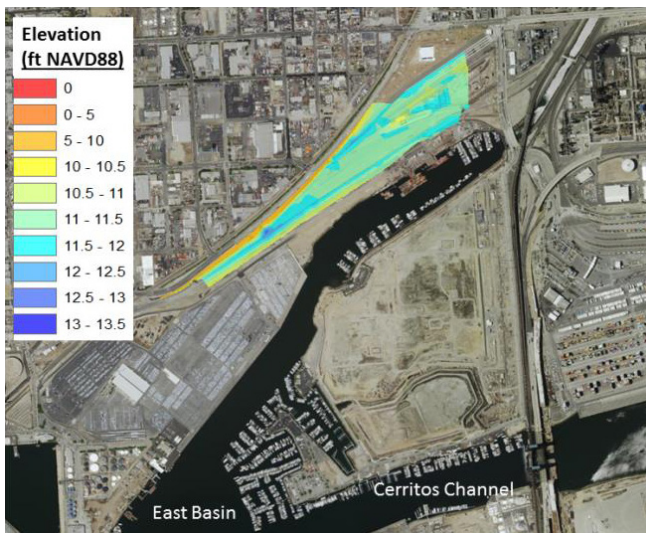 Elevation
(ft NAVD88)
0
0 - 5
5 - 10
10 - 10.5
10.5 - 11
11 - 11.5
11.5 - 12
12 - 12.5
12.5 - 13
13 - 13.5
Cerritos Channel
East Basin